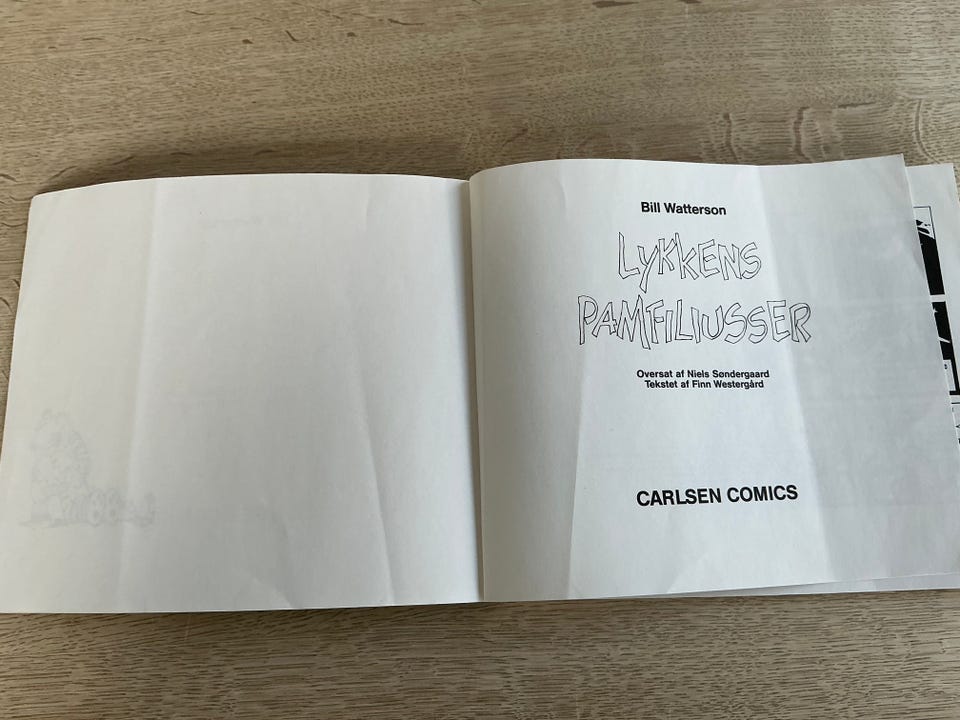 Bill Watterson
LYKKENS
PAMFILIUSSER
Oversat af Niels Søndergaard
Tekstet af Finn Westergård
CARLSEN COMICS